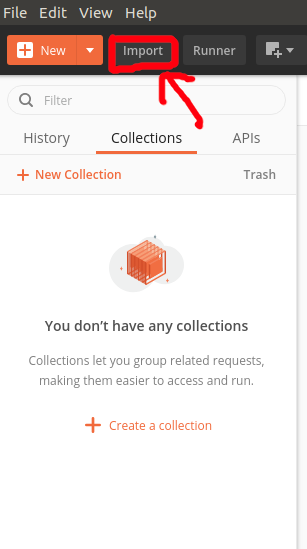 File Edit View Help
New Import Runner
Filter
History Collections APIs
New Collection Trash
You don't have any collections
Collections let you group related requests,
making them easier to access and run.
Create a collection